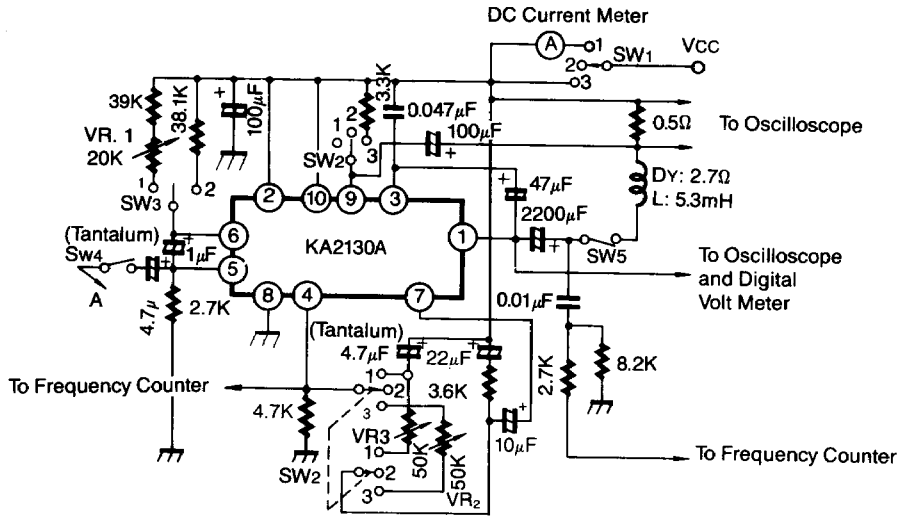 DC Current Meter
A
1
2
3
SW1
VCC
39K
38.1K
100μF
3.3K
0.047μF
100μF
0.5Ω
To Oscilloscope
VR. 1
20K
1
2
SW3
1
2
3
SW2
47μF
2200μF
DY: 2.7Ω
L: 5.3mH
2
10
9
3
(Tantalum)
SW4
A
1μF
6
5
KA2130A
1
SW5
To Oscilloscope
and Digital
Volt Meter
4.7μ
2.7K
8
4
7
0.01μF
(Tantalum)
4.7μF
22μF
2.7K
8.2K
To Frequency Counter
4.7K
1
2
3
3.6K
VR3
50K
50K
10μF
SW2
1
2
3
VR2
To Frequency Counter